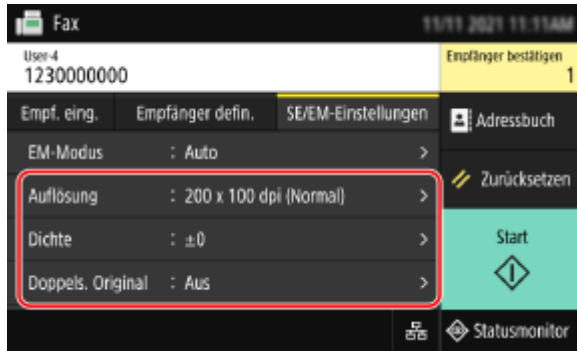 Fax
11/11 2021 11:11AM
User-4
1230000000
Empfänger bestätigen
1
Empf. eing.
Empfänger defin.
SE/EM-Einstellungen
Adressbuch
EM-Modus : Auto
Auflösung : 200 x 100 dpi (Normal)
Dichte : ±0
Doppels. Original : Aus
Zurücksetzen
Start
Statusmonitor